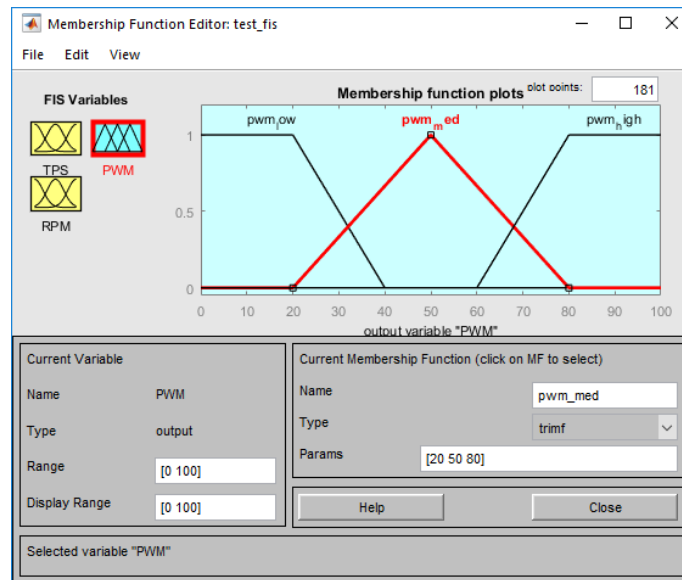 Membership Function Editor: test_fis
File Edit View
FIS Variables
TPS PWM
RPM
Membership function plots plot points: 181
pwm_low pwm_med pwm_high
1
0.5
0
0 10 20 30 40 50 60 70 80 90 100
output variable "PWM"
Current Variable
Name PWM
Type output
Range [0 100]
Display Range [0 100]
Current Membership Function (click on MF to select)
Name pwm_med
Type trimf
Params [20 50 80]
Help Close
Selected variable "PWM"